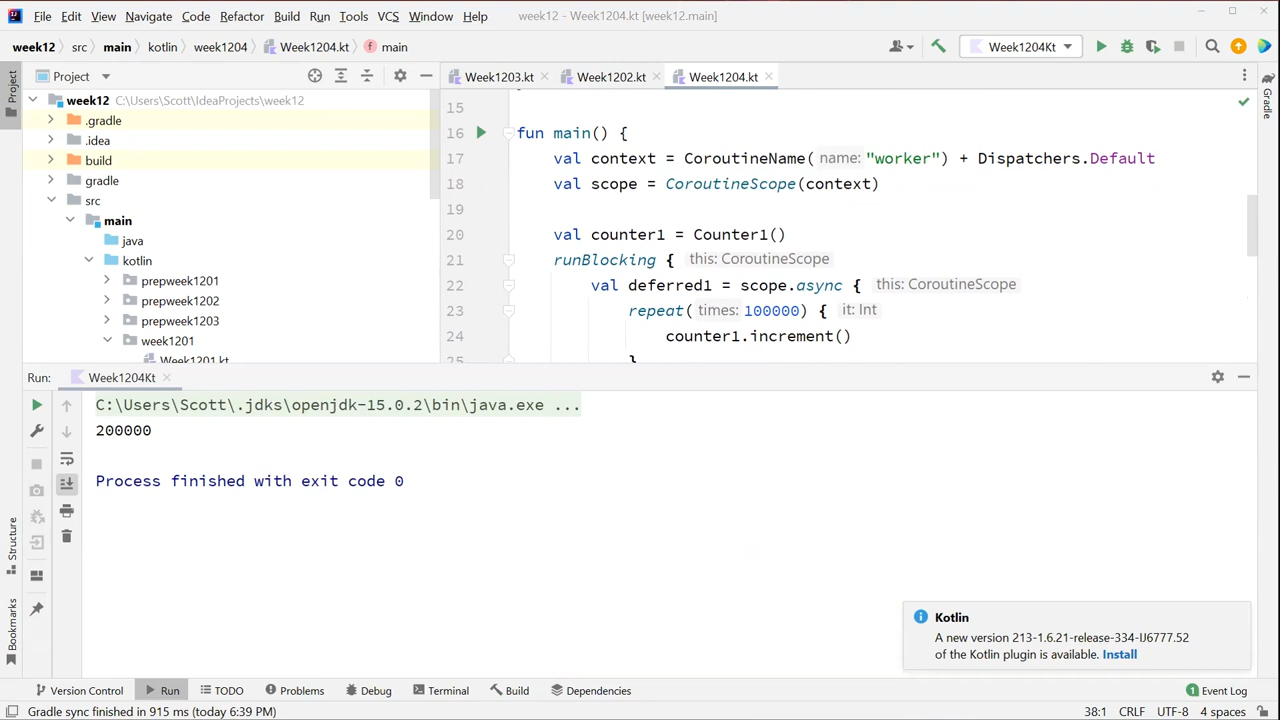 File Edit View Navigate Code Refactor Build Run Tools VCS Window Help week12 - Week1204.kt [week12.main]
week12 src main kotlin week1204 Week1204.kt main Week1204Kt
Project
Week1203.kt Week1202.kt Week1204.kt
Project
Gradle
week12 C:\Users\Scott\IdeaProjects\week12
.gradle
.idea
build
gradle
src
main
java
kotlin
prepweek1201
prepweek1202
prepweek1203
week1201
Week1201.kt
15
16 fun main() {
17 val context = CoroutineName( name: "worker") + Dispatchers.Default
18 val scope = CoroutineScope(context)
19
20 val counter1 = Counter1()
21 runBlocking { this: CoroutineScope
22 val deferred1 = scope.async { this: CoroutineScope
23 repeat( times: 100000) { it: Int
24 counter1.increment()
25 }
Run: Week1204Kt
C:\Users\Scott\.jdks\openjdk-15.0.2\bin\java.exe ...
200000
Process finished with exit code 0
Structure
Bookmarks
Kotlin
A new version 213-1.6.21-release-334-IJ6777.52
of the Kotlin plugin is available. Install
Version Control Run TODO Problems Debug Terminal Build Dependencies 1 Event Log
Gradle sync finished in 915 ms (today 6:39 PM) 38:1 CRLF UTF-8 4 spaces